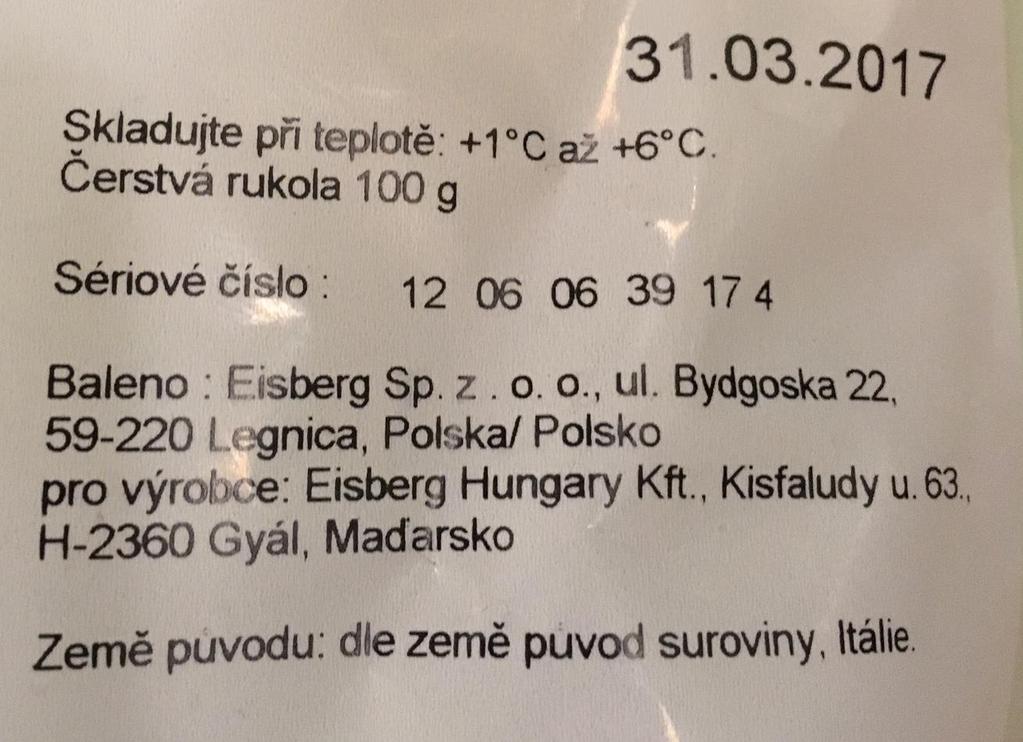 31.03.2017
Skladujte při teplotě: +1°C až +6°C.
Čerstvá rukola 100 g
Sériové číslo : 12 06 06 39 17 4
Baleno : Eisberg Sp. z . o. o., ul. Bydgoska 22,
59-220 Legnica, Polska/ Polsko
pro výrobce: Eisberg Hungary Kft., Kisfaludy u. 63.,
H-2360 Gyál, Maďarsko
Země původu: dle země původ suroviny, Itálie.